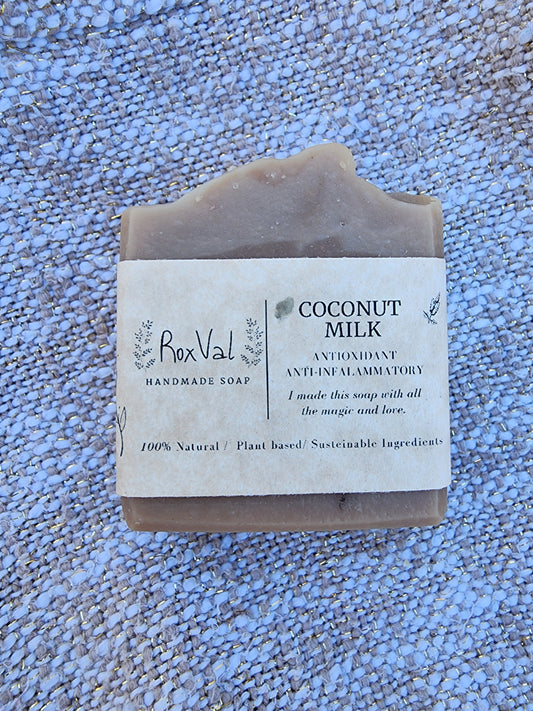 RoxVal
HANDMADE SOAP
COCONUT
MILK
ANTIOXIDANT
ANTI-INFALAMMATORY
I made this soap with all
the magic and love.
100% Natural / Plant based/ Susteinable Ingredients